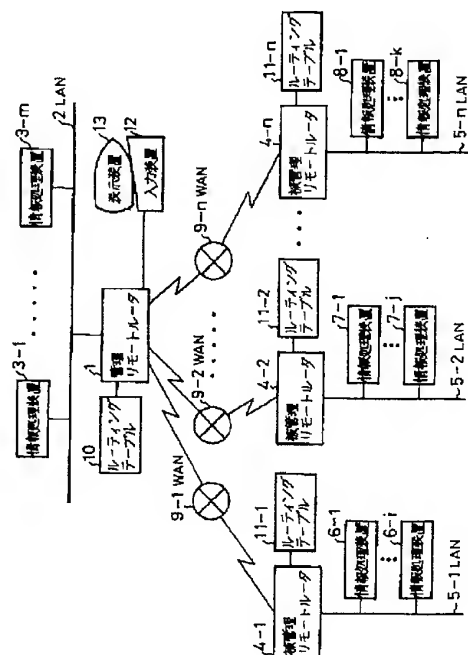 3-1
情報処理装置
3-m
情報処理装置
2 LAN
10
ルーティング
テーブル
1
管理
リモートルータ
13
表示装置
12
入力装置
9-1 WAN
9-2 WAN
9-n WAN
4-1
被管理
リモートルータ
11-1
ルーティング
テーブル
6-1
情報処理装置
6-i
情報処理装置
5-1 LAN
4-2
被管理
リモートルータ
11-2
ルーティング
テーブル
7-1
情報処理装置
7-j
情報処理装置
5-2 LAN
4-n
被管理
リモートルータ
11-n
ルーティング
テーブル
8-1
情報処理装置
8-k
情報処理装置
5-n LAN